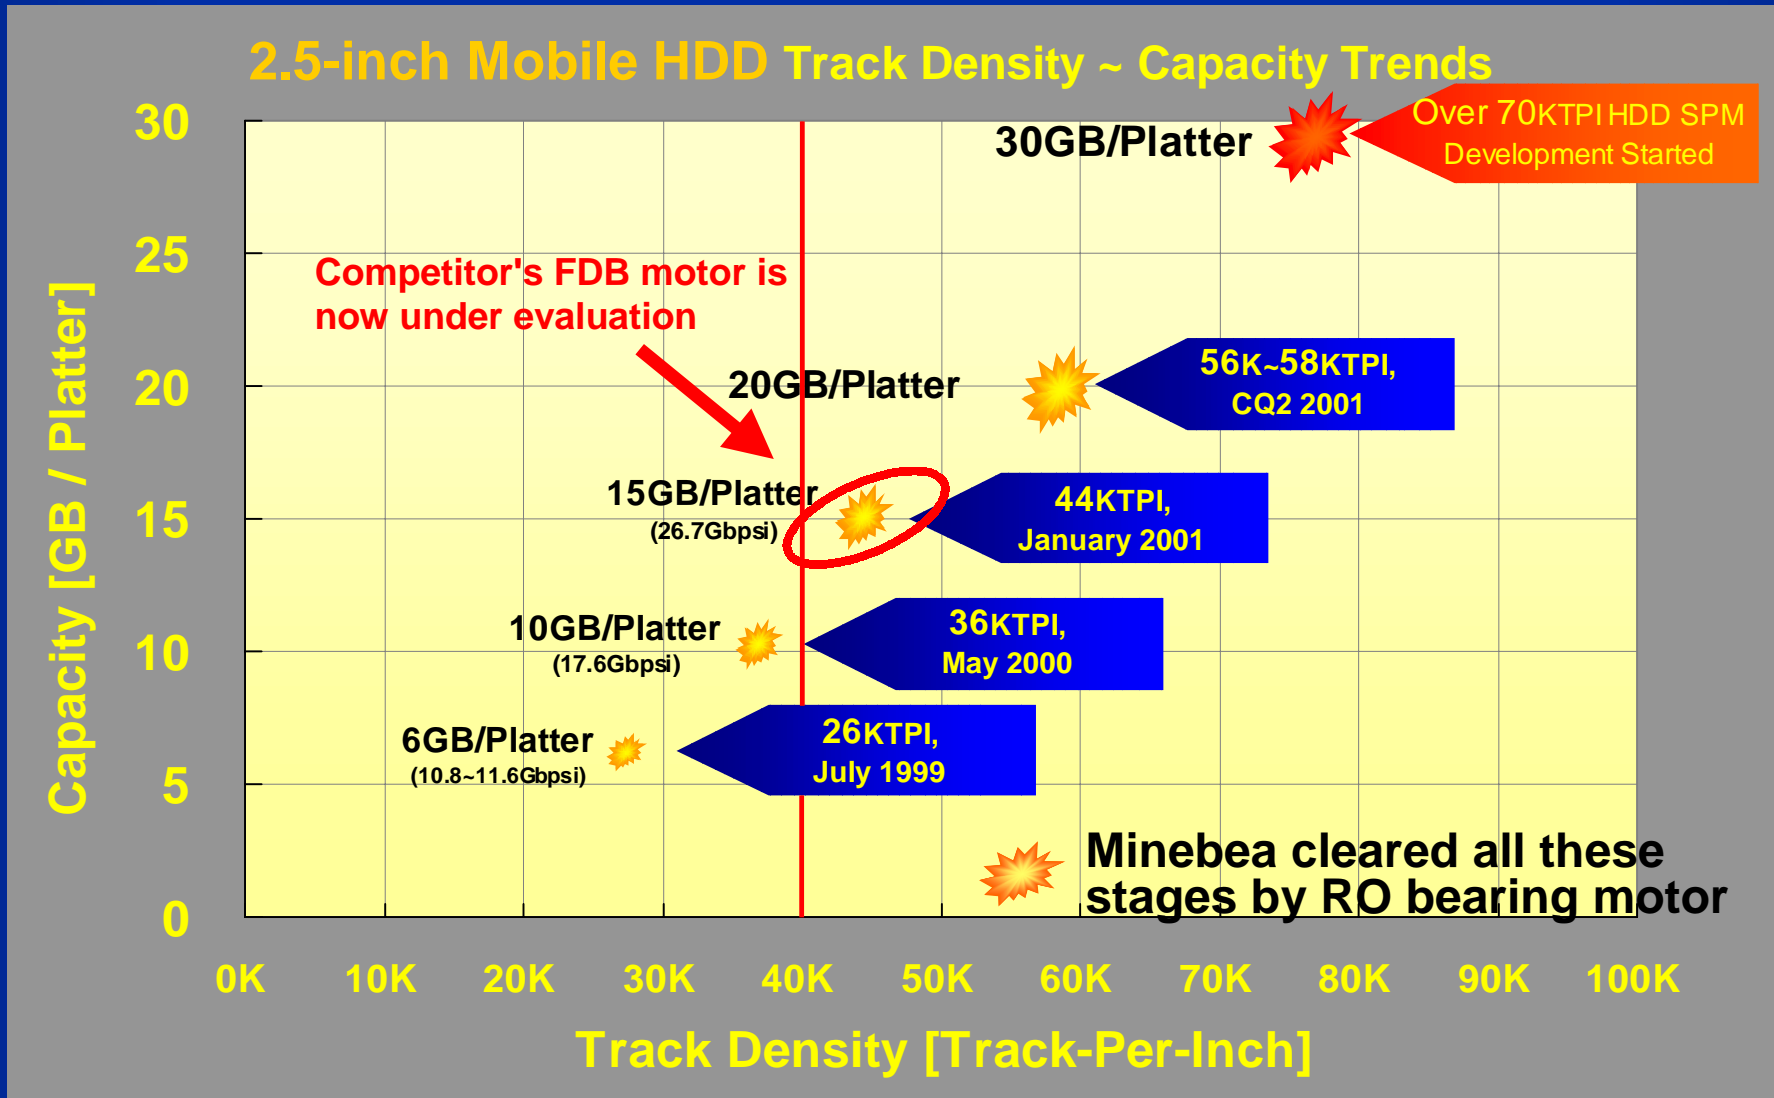 2.5-inch Mobile HDD Track Density ~ Capacity Trends
Over 70KTPI HDD SPM
Development Started
30GB/Platter
Competitor's FDB motor is
now under evaluation
20GB/Platter
56K~58KTPI,
CQ2 2001
15GB/Platter
(26.7Gbpsi)
44KTPI,
January 2001
10GB/Platter
(17.6Gbpsi)
36KTPI,
May 2000
6GB/Platter
(10.8~11.6Gbpsi)
26KTPI,
July 1999
Minebea cleared all these
stages by RO bearing motor
Capacity [GB / Platter]
30
25
20
15
10
5
0
0K 10K 20K 30K 40K 50K 60K 70K 80K 90K 100K
Track Density [Track-Per-Inch]